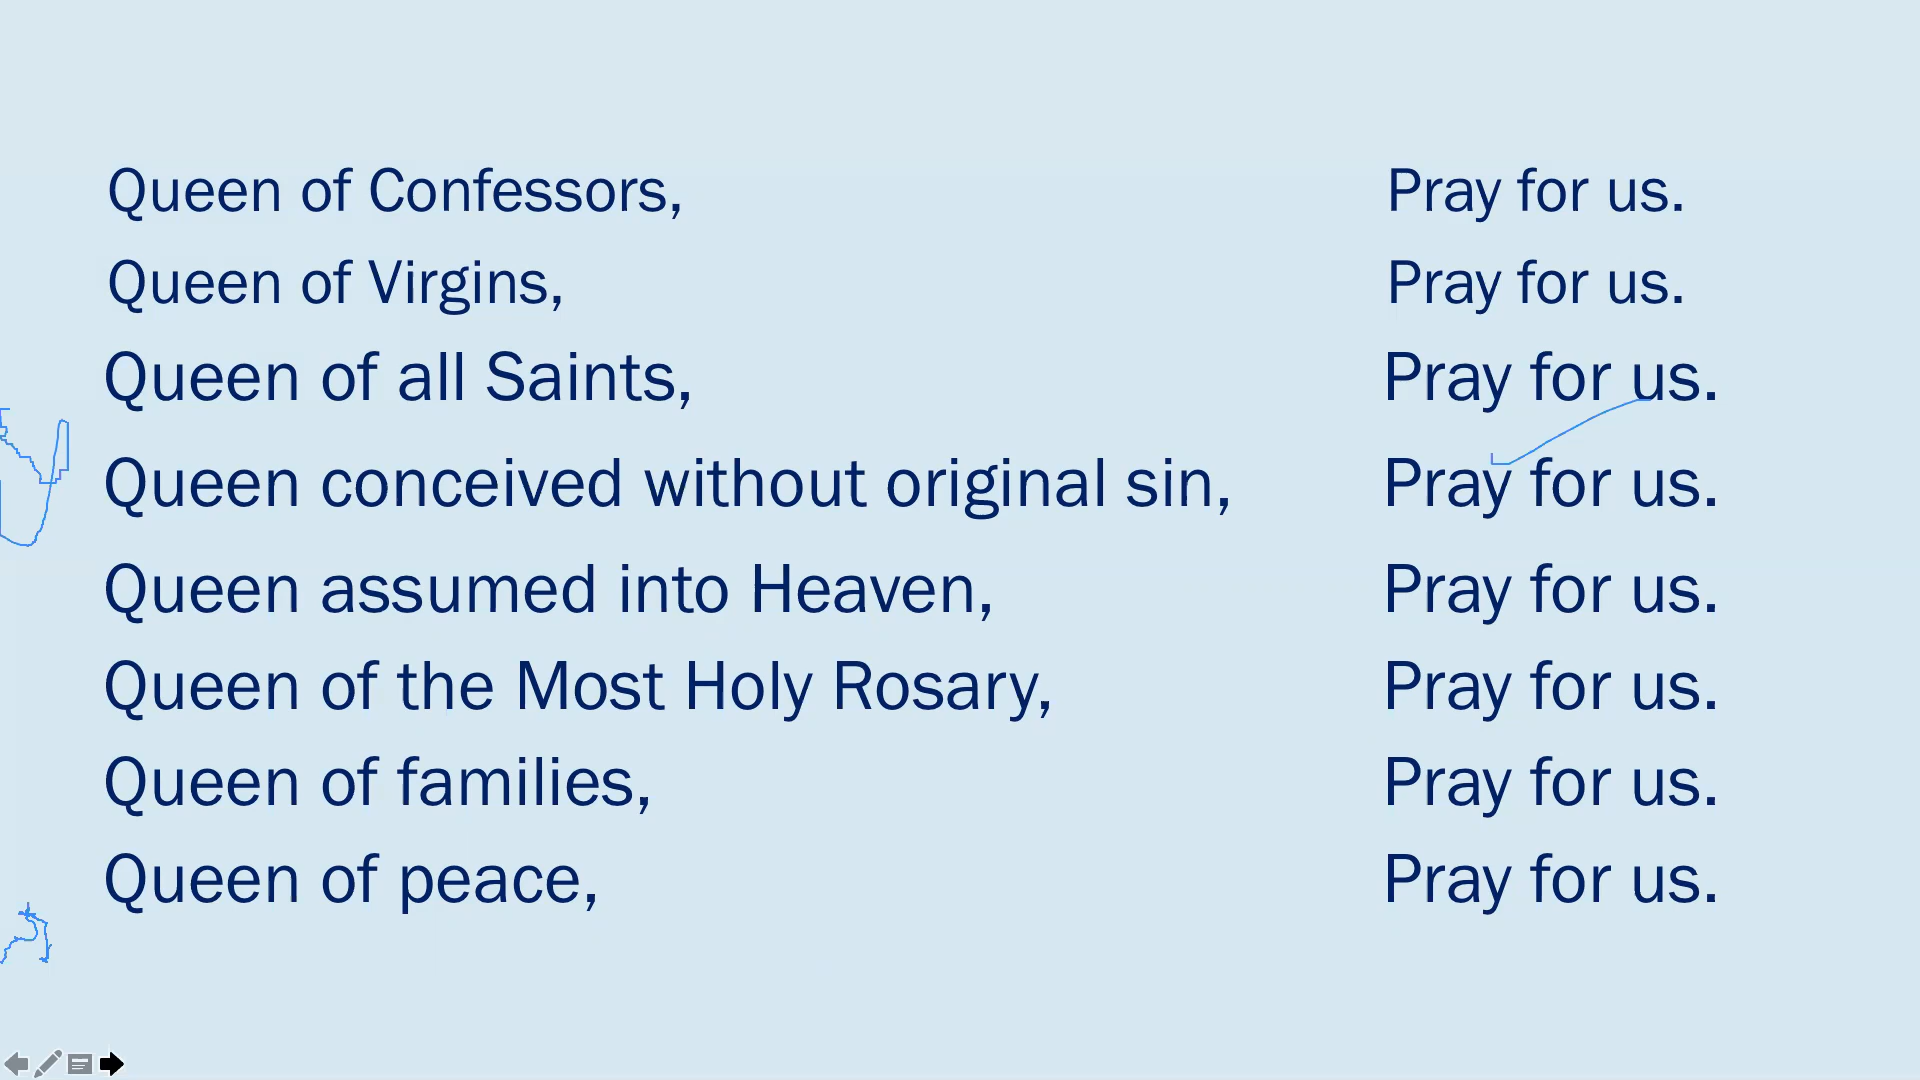 Queen of Confessors, Pray for us.
Queen of Virgins, Pray for us.
Queen of all Saints, Pray for us.
Queen conceived without original sin, Pray for us.
Queen assumed into Heaven, Pray for us.
Queen of the Most Holy Rosary, Pray for us.
Queen of families, Pray for us.
Queen of peace, Pray for us.